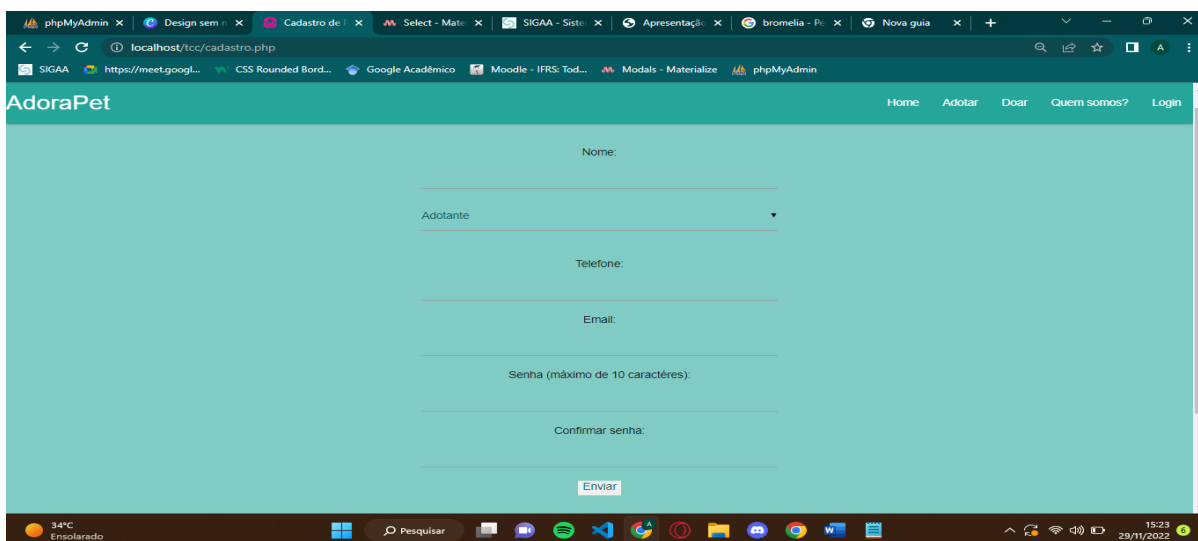 phpMyAdmin
Design sem n
Cadastro de
Select - Mate
SIGAA - Siste
Apresentação
bromelia - Pe
Nova guia
localhost/tcc/cadastro.php
A
SIGAA
https://meet.googl...
CSS Rounded Bord...
Google Acadêmico
Moodle - IFRS: Tod...
Modals - Materialize
phpMyAdmin
AdoraPet
Home Adotar Doar Quem somos? Login
Nome:
Adotante
Telefone:
Email:
Senha (máximo de 10 caractéres):
Confirmar senha:
Enviar
34°C
Ensolarado
Pesquisar
15:23
29/11/2022
6